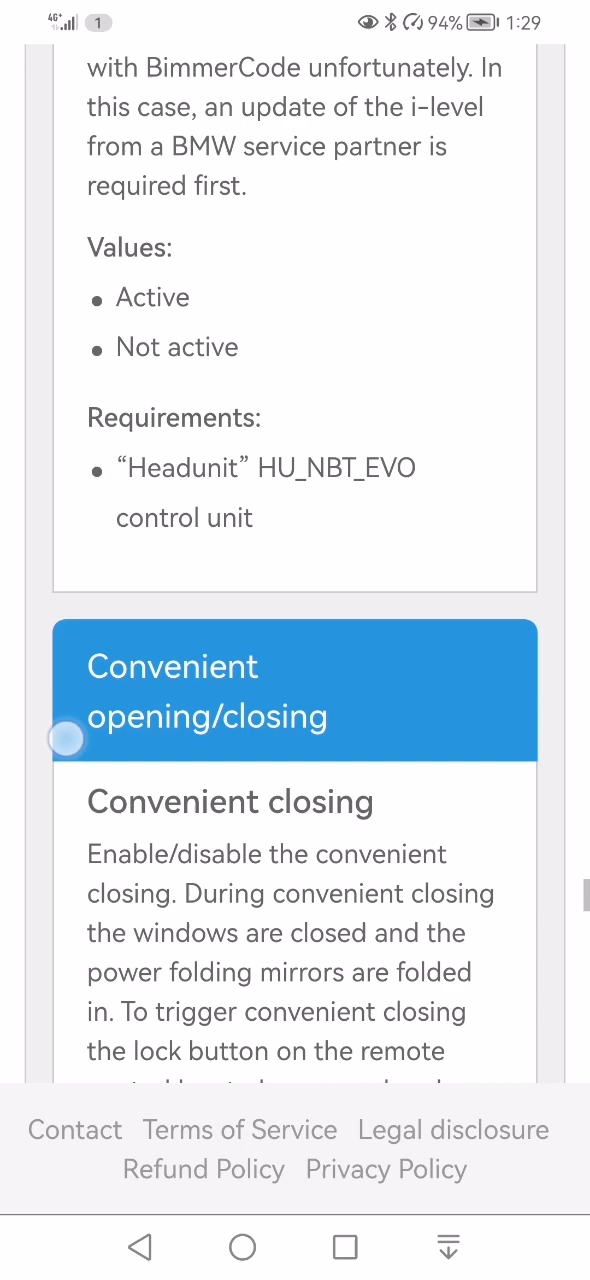 4G+ 1 94% 1:29
with BimmerCode unfortunately. In
this case, an update of the i-level
from a BMW service partner is
required first.
Values:
• Active
• Not active
Requirements:
• “Headunit” HU_NBT_EVO
control unit
Convenient
opening/closing
Convenient closing
Enable/disable the convenient
closing. During convenient closing
the windows are closed and the
power folding mirrors are folded
in. To trigger convenient closing
the lock button on the remote
Contact Terms of Service Legal disclosure
Refund Policy Privacy Policy